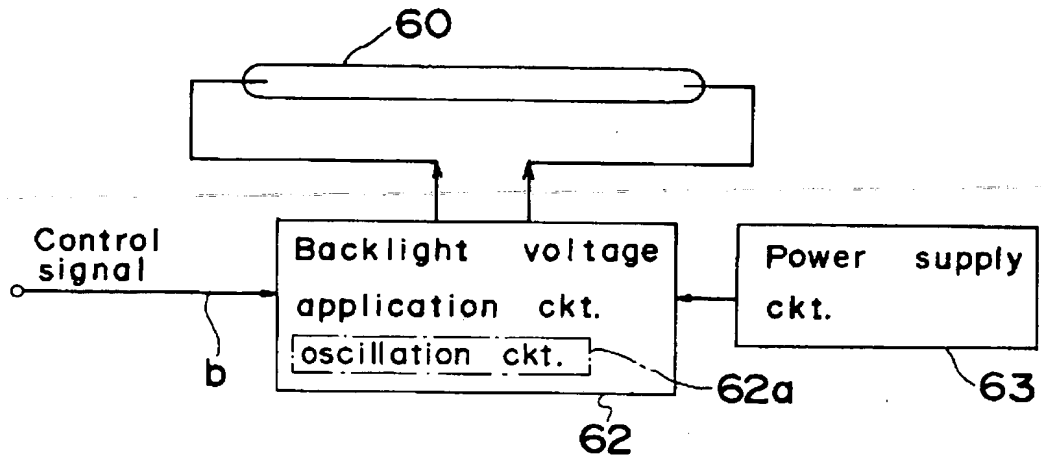 60
Control
signal
b
Backlight voltage
application ckt.
oscillation ckt.
62a
62
Power supply
ckt.
63